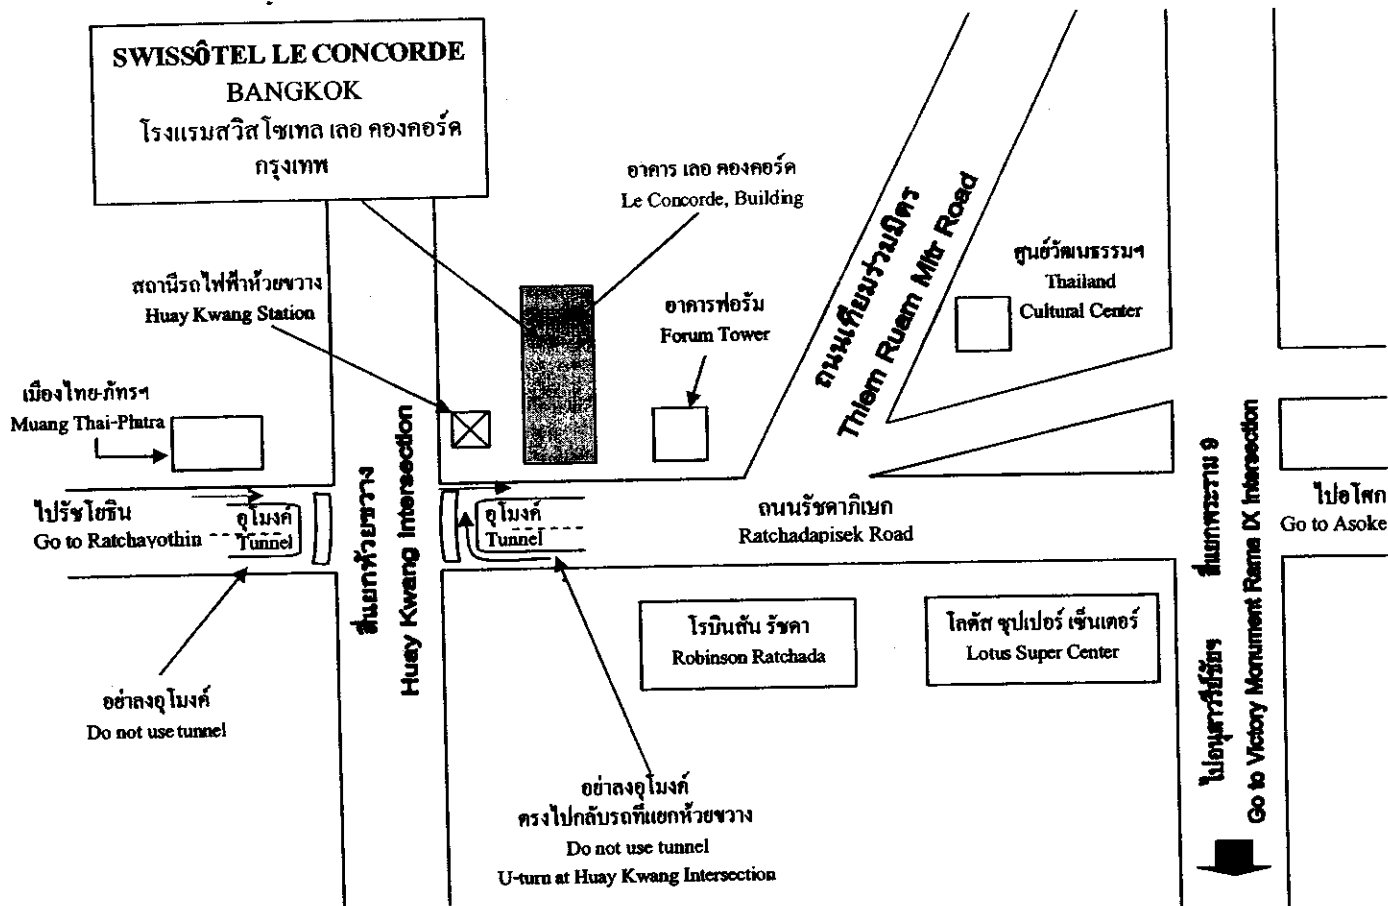 SWISSÔTEL LE CONCORDE
BANGKOK
โรงแรมสวิสโซเทล เลอ คองคอร์ด
กรุงเทพ
อาคาร เลอ คองคอร์ด
Le Concorde, Building
สถานีรถไฟฟ้าห้วยขวาง
Huay Kwang Station
อาคารฟอรั่ม
Forum Tower
ถนนเทียมร่วมมิตร
Thiem Ruam Mitr Road
ศูนย์วัฒนธรรมฯ
Thailand
Cultural Center
เมืองไทย-ภัทรฯ
Muang Thai-Phtra
ไปรัชโยธิน
Go to Ratchayothin
อุโมงค์
Tunnel
สี่แยกห้วยขวาง
Huay Kwang Intersection
อุโมงค์
Tunnel
ถนนรัชดาภิเษก
Ratchadapisek Road
สี่แยกพระราม 9
ไปอนุสาวรีย์ชัยฯ
Go to Victory Monument Rama IX Intersection
ไปอโศก
Go to Asoke
โรบินสัน รัชดา
Robinson Ratchada
โลตัส ซุปเปอร์ เซ็นเตอร์
Lotus Super Center
อย่าลงอุโมงค์
Do not use tunnel
อย่าลงอุโมงค์
ตรงไปกลับรถที่แยกห้วยขวาง
Do not use tunnel
U-turn at Huay Kwang Intersection